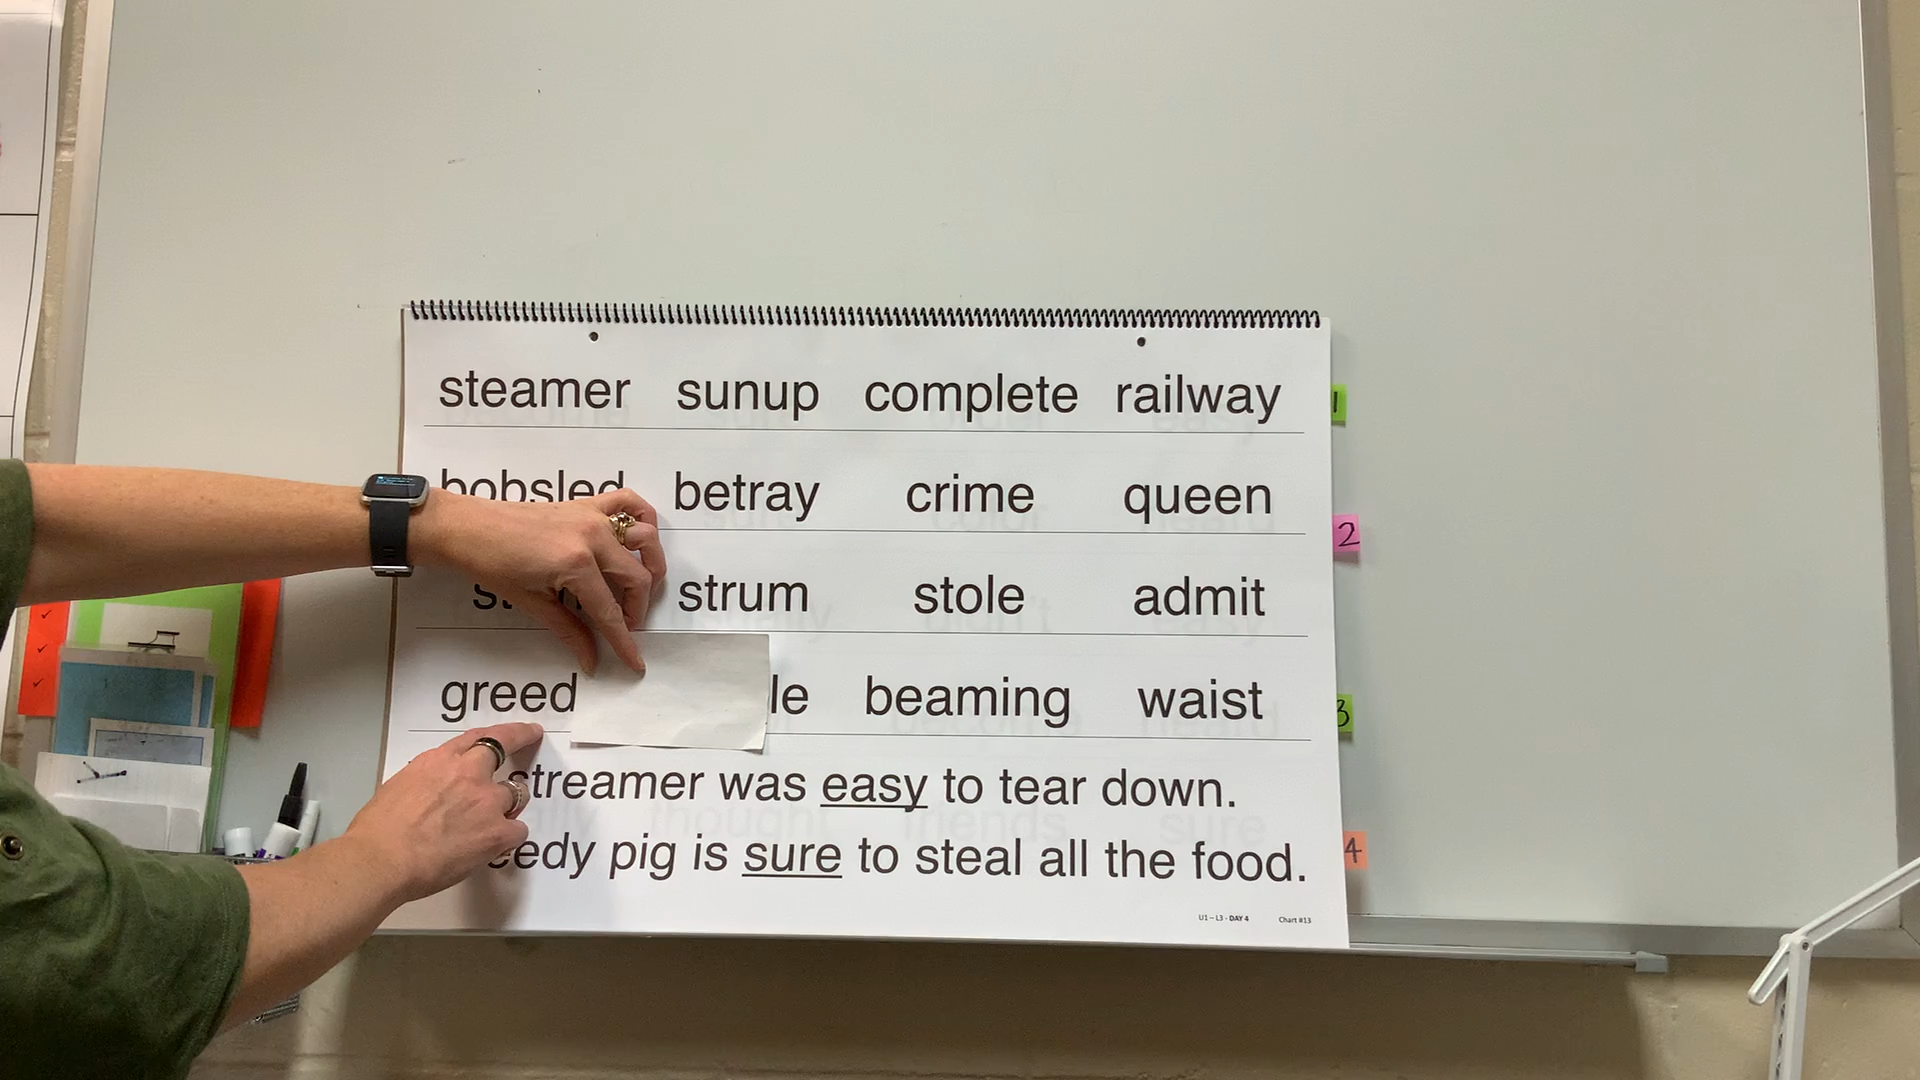 steamer sunup complete railway
bobsled betray crime queen
strum stole admit
greed le beaming waist
streamer was easy to tear down.
eedy pig is sure to steal all the food.
U1 – L3 - DAY 4 Chart #13
1
2
3
4